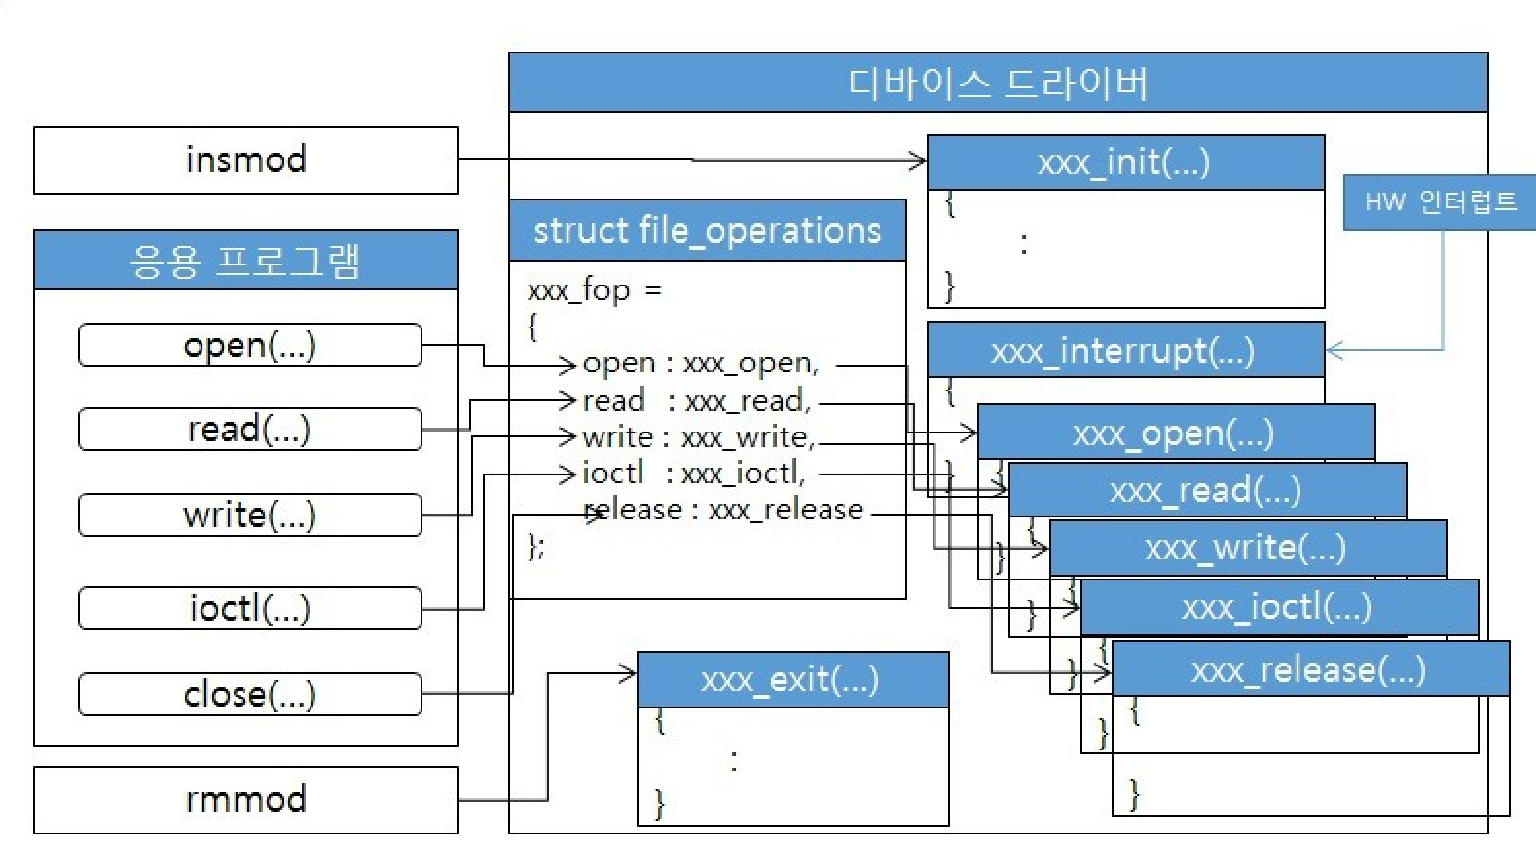 디바이스 드라이버
insmod
xxx_init(...)
{
:
}
HW 인터럽트
응용 프로그램
open(...)
read(...)
write(...)
ioctl(...)
close(...)
struct file_operations
xxx_fop =
{
open : xxx_open,
read : xxx_read,
write : xxx_write,
ioctl : xxx_ioctl,
release : xxx_release
};
xxx_interrupt(...)
{
}
xxx_open(...)
{
}
xxx_read(...)
{
}
xxx_write(...)
{
}
xxx_ioctl(...)
{
}
xxx_release(...)
{
}
rmmod
xxx_exit(...)
{
:
}